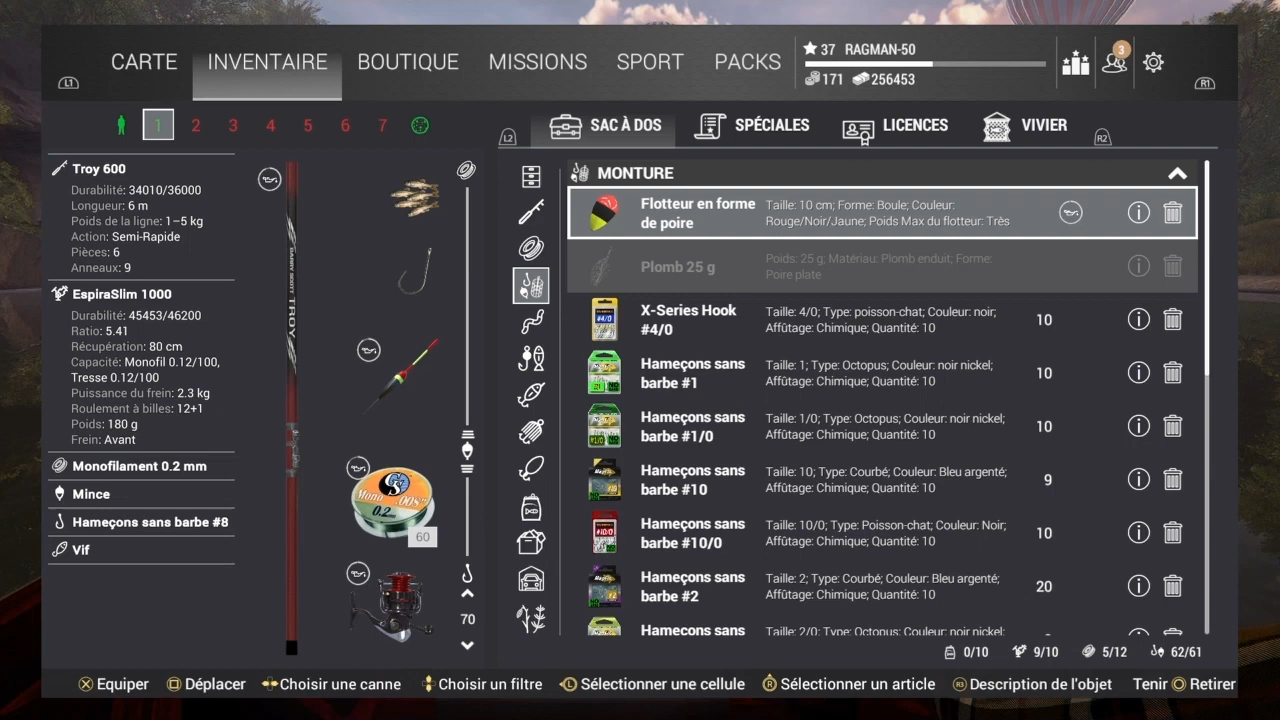 CARTE INVENTAIRE BOUTIQUE MISSIONS SPORT PACKS
37 RAGMAN-50
171 256453
3
L1
R1
1 2 3 4 5 6 7
L2 SAC À DOS SPÉCIALES LICENCES VIVIER R2
Troy 600
Durabilité: 34010/36000
Longueur: 6 m
Poids de la ligne: 1–5 kg
Action: Semi-Rapide
Pièces: 6
Anneaux: 9
EspiraSlim 1000
Durabilité: 45453/46200
Ratio: 5.41
Récupération: 80 cm
Capacité: Monofil 0.12/100,
Tresse 0.12/100
Puissance du frein: 2.3 kg
Roulement à billes: 12+1
Poids: 180 g
Frein: Avant
Monofilament 0.2 mm
Mince
Hameçons sans barbe #8
Vif
TROY
Mono .008"
0.2
60
70
MONTURE
Flotteur en forme
de poire
Taille: 10 cm; Forme: Boule; Couleur:
Rouge/Noir/Jaune; Poids Max du flotteur: Très
Plomb 25 g
Poids: 25 g; Matériau: Plomb enduit; Forme:
Poire plate
X-Series Hook
#4/0
Taille: 4/0; Type: poisson-chat; Couleur: noir;
Affûtage: Chimique; Quantité: 10
10
Hameçons sans
barbe #1
Taille: 1; Type: Octopus; Couleur: noir nickel;
Affûtage: Chimique; Quantité: 10
10
Hameçons sans
barbe #1/0
Taille: 1/0; Type: Octopus; Couleur: noir nickel;
Affûtage: Chimique; Quantité: 10
10
Hameçons sans
barbe #10
Taille: 10; Type: Courbé; Couleur: Bleu argenté;
Affûtage: Chimique; Quantité: 10
9
Hameçons sans
barbe #10/0
Taille: 10/0; Type: Poisson-chat; Couleur: Noir;
Affûtage: Chimique; Quantité: 10
10
Hameçons sans
barbe #2
Taille: 2; Type: Courbé; Couleur: Bleu argenté;
Affûtage: Chimique; Quantité: 10
20
Hameçons sans
Taille: 2/0; Type: Octopus; Couleur: noir nickel;
0/10 9/10 5/12 62/61
Equiper Déplacer Choisir une canne Choisir un filtre L Sélectionner une cellule R Sélectionner un article R3 Description de l'objet Tenir Retirer